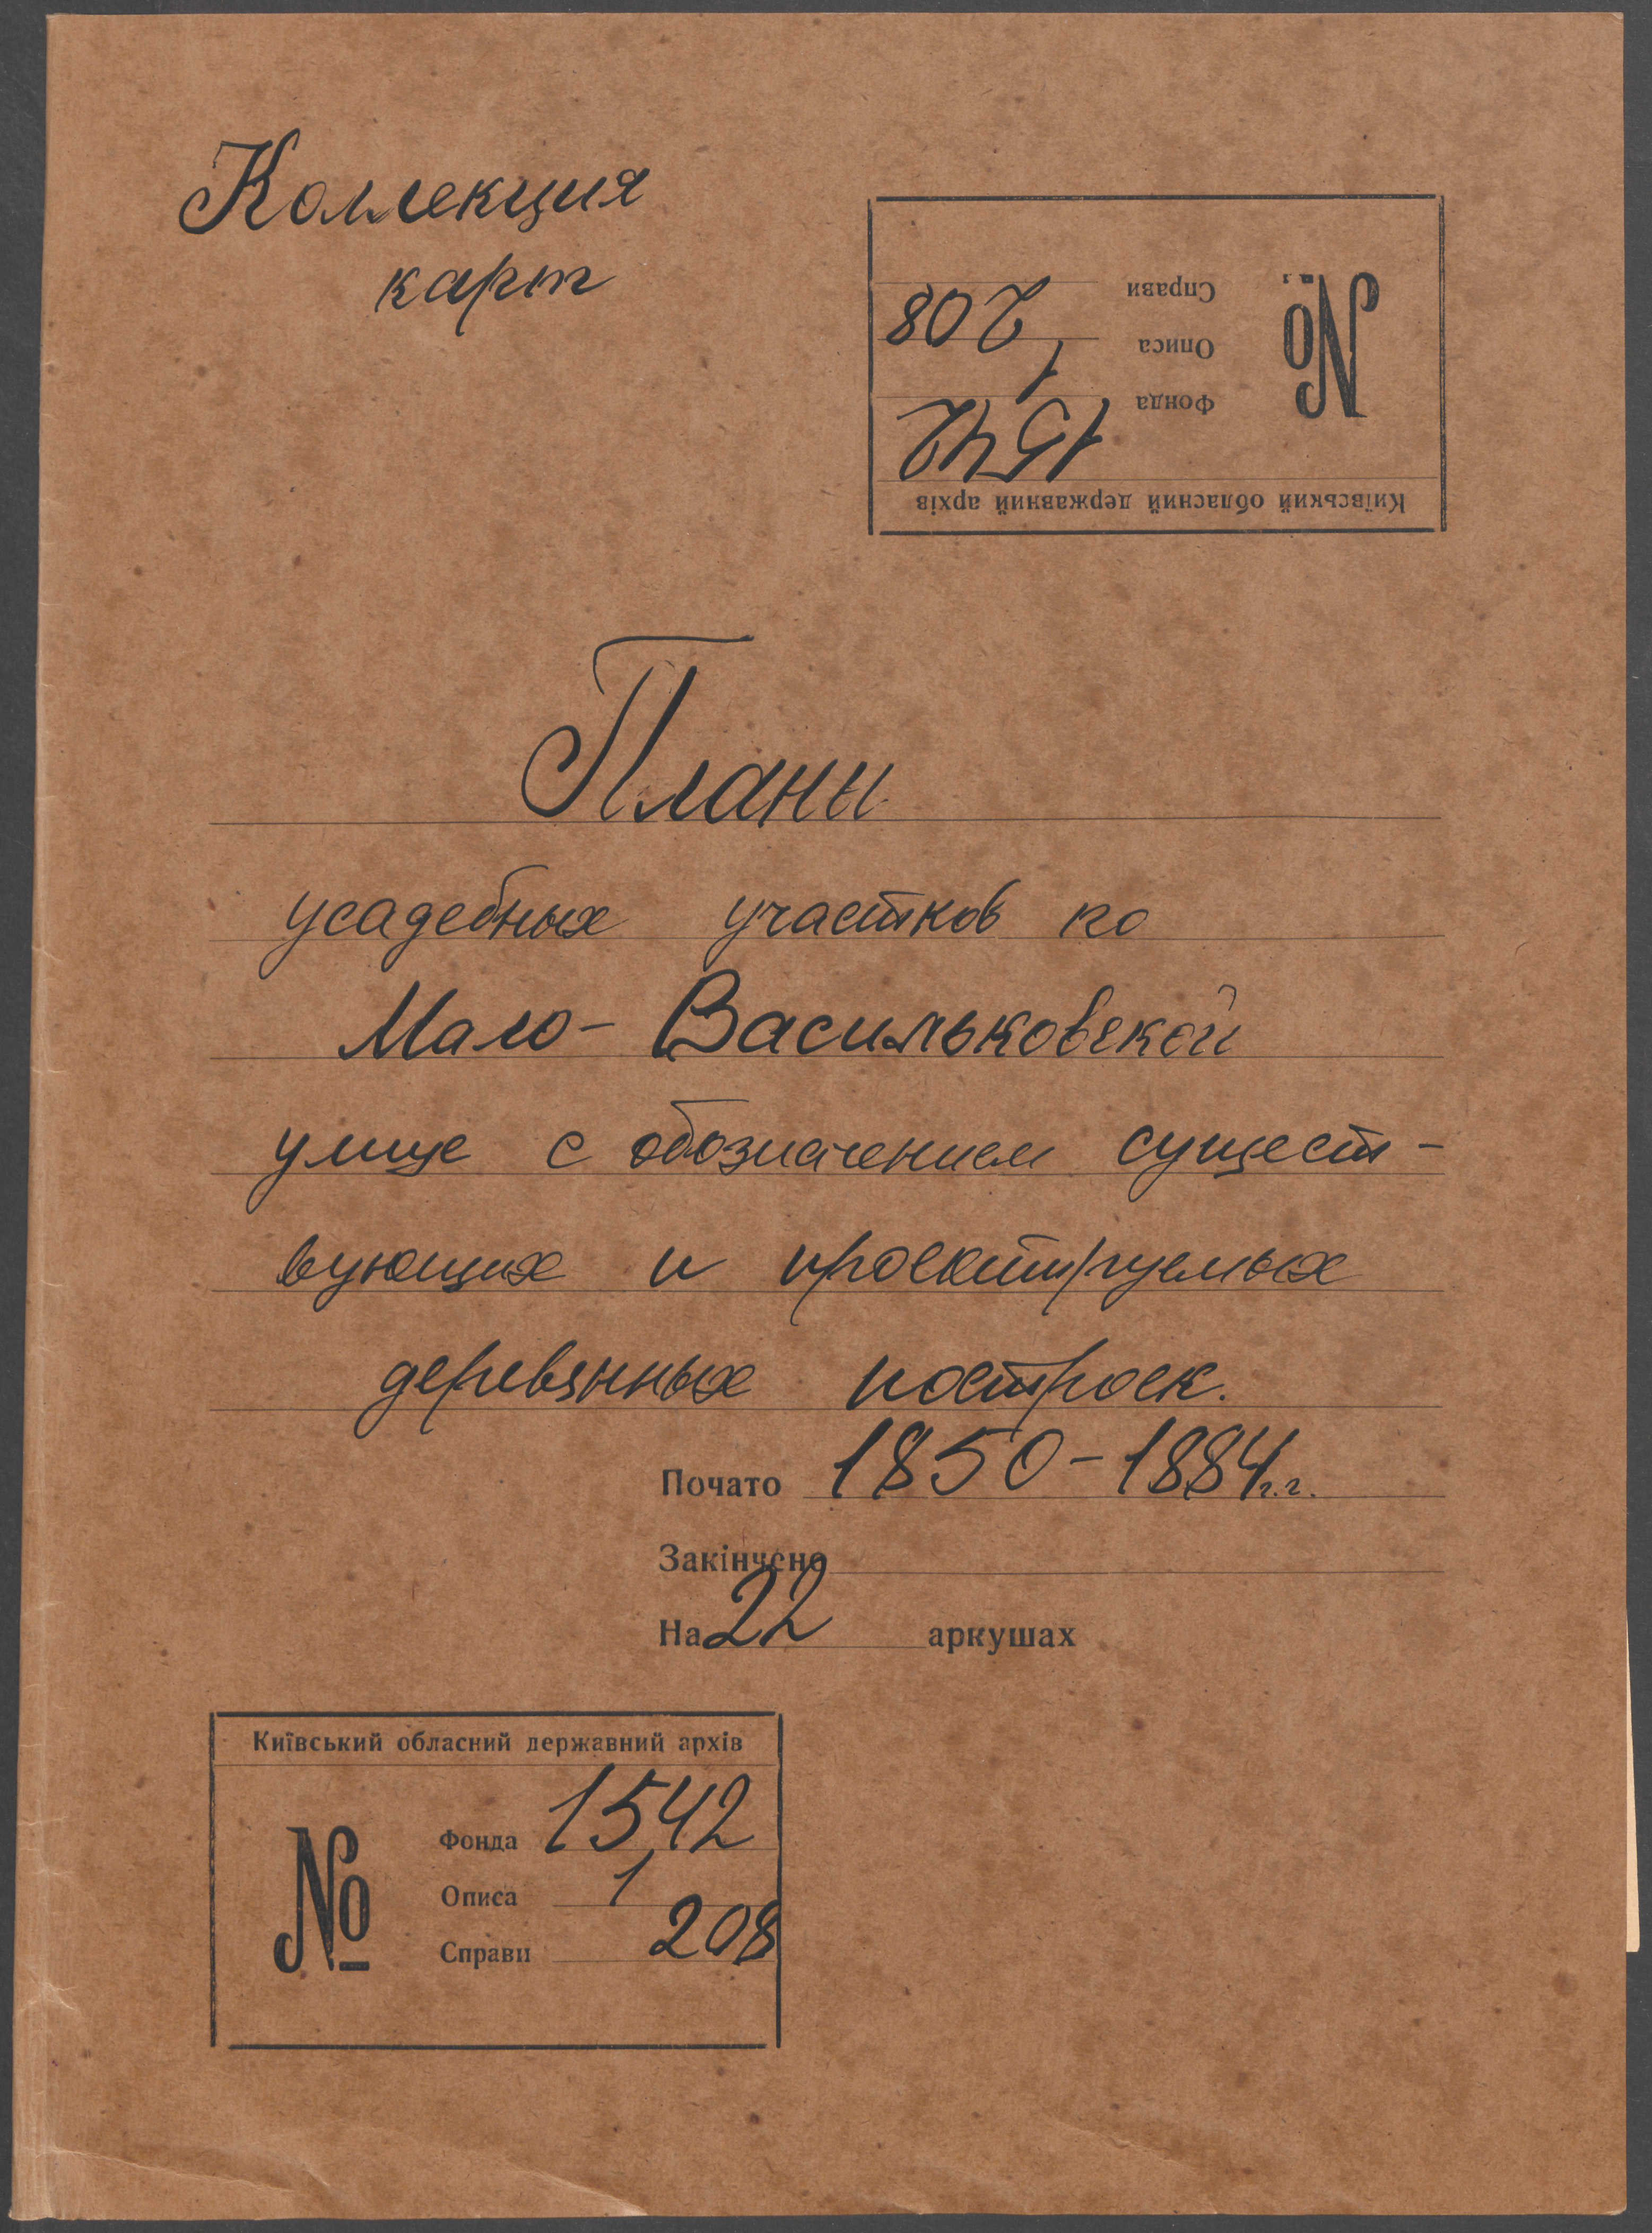 Коллекция
карт
Київський обласний державний архів
№
Фонда 1542
Описа 1
Справи 208
Планы
усадебных участков по
Мало-Васильковской
улице с обозначением сущест-
вующих и проектируемых
деревянных построек.
Почато 1850-1884г.г.
Закінчено
На 22 аркушах
Київський обласний державний архів
№
Фонда 1542
Описа 1
Справи 208